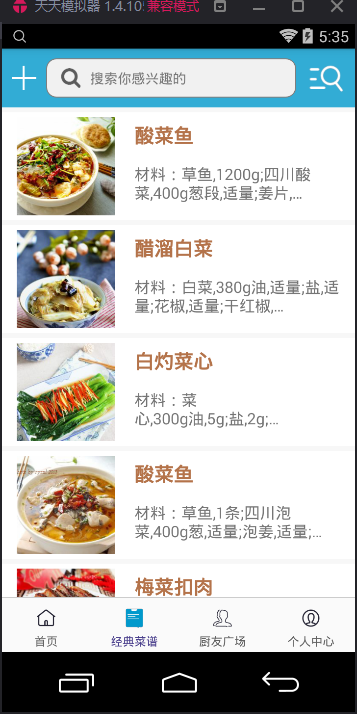 天天模拟器 1.4.10 兼容模式
5:35
搜索你感兴趣的
酸菜鱼
材料：草鱼,1200g;四川酸
菜,400g葱段,适量;姜片,...
醋溜白菜
材料：白菜,380g油,适量;盐,适
量;花椒,适量;干红椒,...
白灼菜心
材料：菜
心,300g油,5g;盐,2g;...
酸菜鱼
材料：草鱼,1条;四川泡
菜,400g葱,适量;泡姜,适量;...
梅菜扣肉
首页
经典菜谱
厨友广场
个人中心